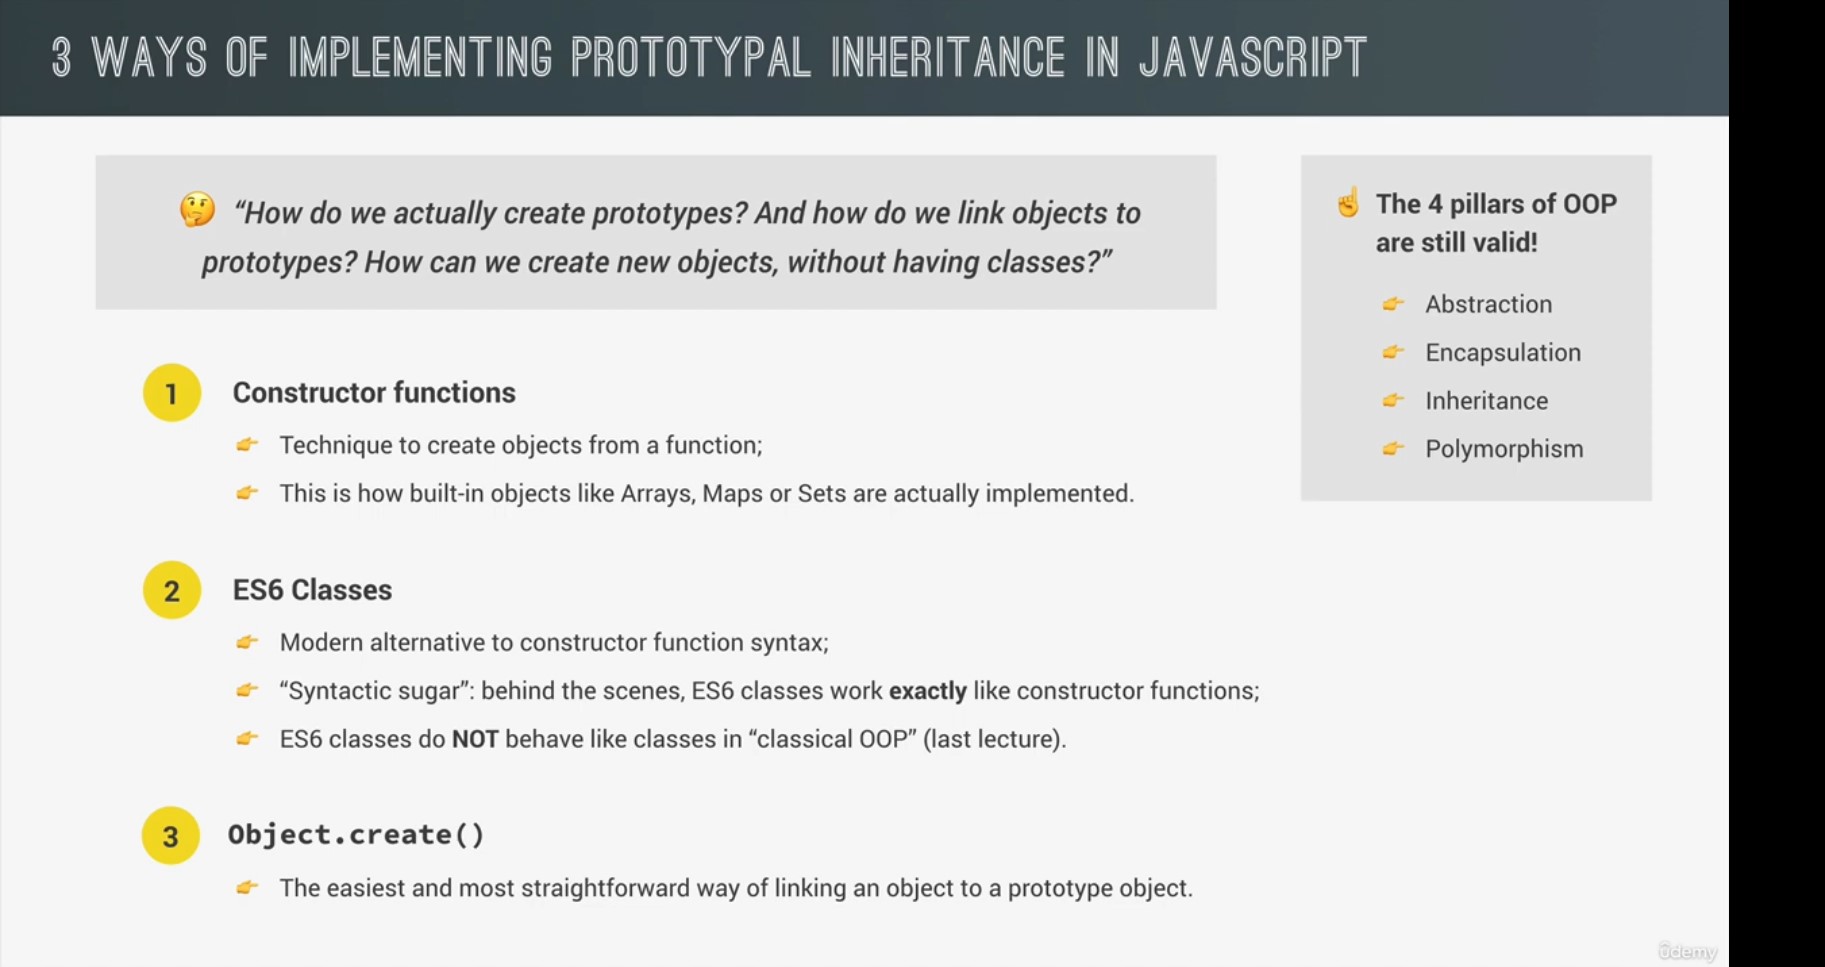 3 WAYS OF IMPLEMENTING PROTOTYPAL INHERITANCE IN JAVASCRIPT
“How do we actually create prototypes? And how do we link objects to
prototypes? How can we create new objects, without having classes?”
The 4 pillars of OOP
are still valid!
Abstraction
Encapsulation
Inheritance
Polymorphism
1 Constructor functions
Technique to create objects from a function;
This is how built-in objects like Arrays, Maps or Sets are actually implemented.
2 ES6 Classes
Modern alternative to constructor function syntax;
“Syntactic sugar”: behind the scenes, ES6 classes work exactly like constructor functions;
ES6 classes do NOT behave like classes in “classical OOP” (last lecture).
3 Object.create()
The easiest and most straightforward way of linking an object to a prototype object.
ûdemy